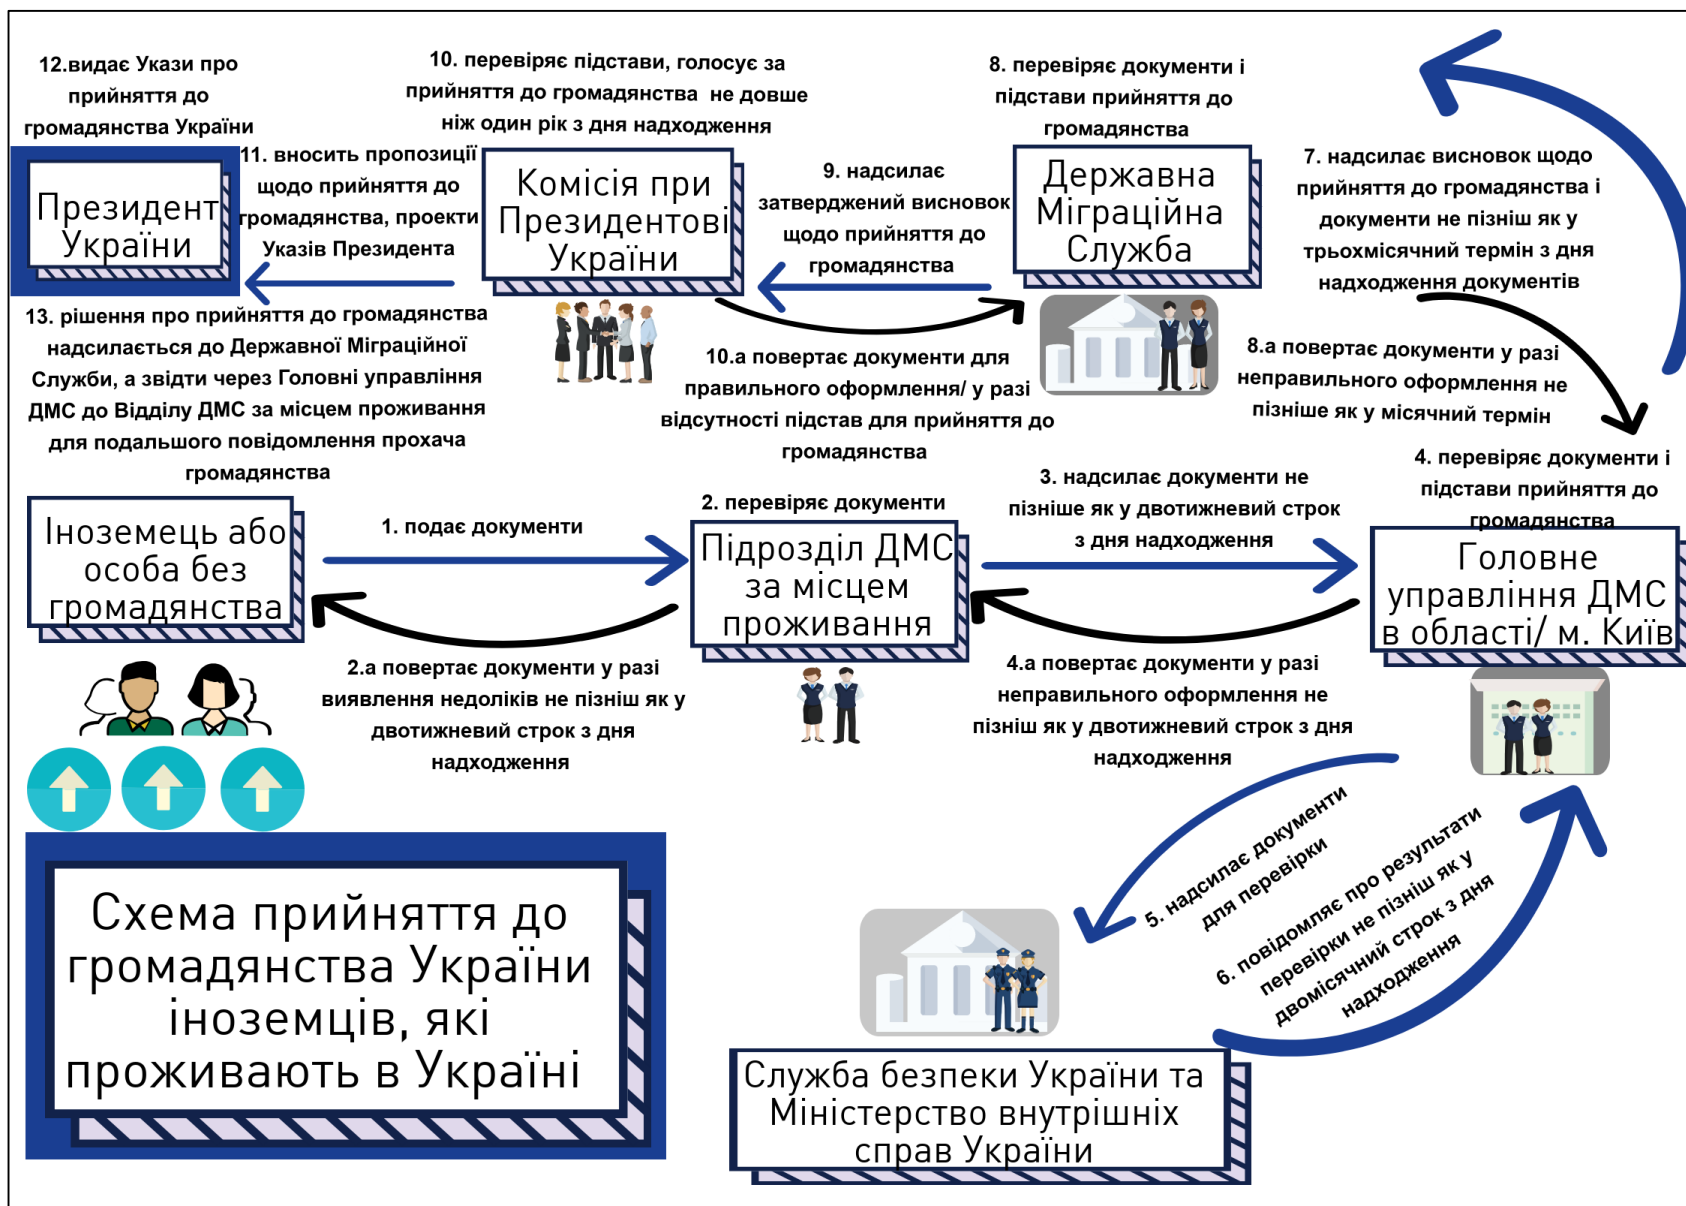 12.видає Укази про
прийняття до
громадянства України
Президент
України
11. вносить пропозиції
щодо прийняття до
громадянства, проекти
Указів Президента
10. перевіряє підстави, голосує за
прийняття до громадянства не довше
ніж один рік з дня надходження
Комісія при
Президентові
України
9. надсилає
затверджений висновок
щодо прийняття до
громадянства
8. перевіряє документи і
підстави прийняття до
громадянства
Державна
Міграційна
Служба
7. надсилає висновок щодо
прийняття до громадянства і
документи не пізніш як у
трьохмісячний термін з дня
надходження документів
13. рішення про прийняття до громадянства
надсилається до Державної Міграційної
Служби, а звідти через Головні управління
ДМС до Відділу ДМС за місцем проживання
для подальшого повідомлення прохача
громадянства
10.а повертає документи для
правильного оформлення/ у разі
відсутності підстав для прийняття до
громадянства
8.а повертає документи у разі
неправильного оформлення не
пізніше як у місячний термін
Іноземець або
особа без
громадянства
1. подає документи
2. перевіряє документи
Підрозділ ДМС
за місцем
проживання
3. надсилає документи не
пізніше як у двотижневий строк
з дня надходження
4. перевіряє документи і
підстави прийняття до
громадянства
Головне
управління ДМС
в області/ м. Київ
2.а повертає документи у разі
виявлення недоліків не пізніш як у
двотижневий строк з дня
надходження
4.а повертає документи у разі
неправильного оформлення не
пізніш як у двотижневий строк з дня
надходження
5. надсилає документи
для перевірки
6. повідомляє про результати
перевірки не пізніш як у
двомісячний строк з дня
надходження
Схема прийняття до
громадянства України
іноземців, які
проживають в Україні
Служба безпеки України та
Міністерство внутрішніх
справ України